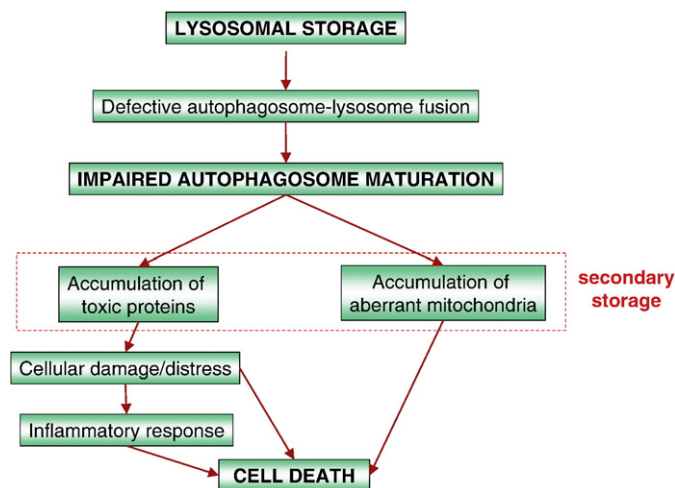 LYSOSOMAL STORAGE
Defective autophagosome-lysosome fusion
IMPAIRED AUTOPHAGOSOME MATURATION
Accumulation of
toxic proteins
Accumulation of
aberrant mitochondria
secondary
storage
Cellular damage/distress
Inflammatory response
CELL DEATH